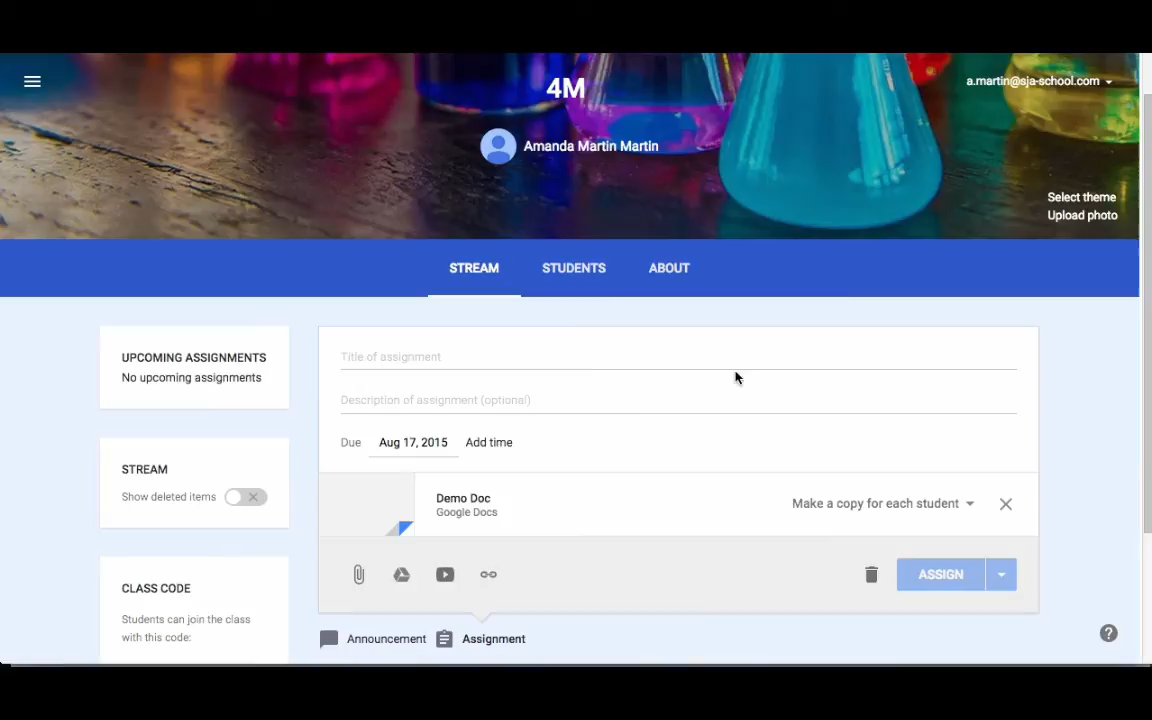 4M
a.martin@sja-school.com
Amanda Martin Martin
Select theme
Upload photo
STREAM STUDENTS ABOUT
UPCOMING ASSIGNMENTS
No upcoming assignments
STREAM
Show deleted items
CLASS CODE
Students can join the class
with this code:
Title of assignment
Description of assignment (optional)
Due Aug 17, 2015 Add time
Demo Doc
Google Docs
Make a copy for each student
ASSIGN
Announcement Assignment